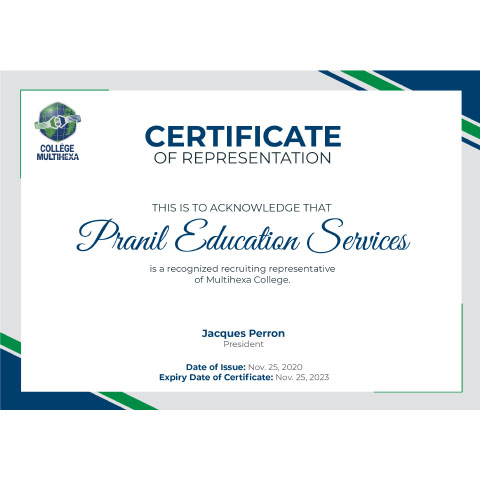 COLLÈGE
MULTIHEXA
CERTIFICATE
OF REPRESENTATION
THIS IS TO ACKNOWLEDGE THAT
Pranil Education Services
is a recognized recruiting representative
of Multihexa College.
Jacques Perron
President
Date of Issue: Nov. 25, 2020
Expiry Date of Certificate: Nov. 25, 2023